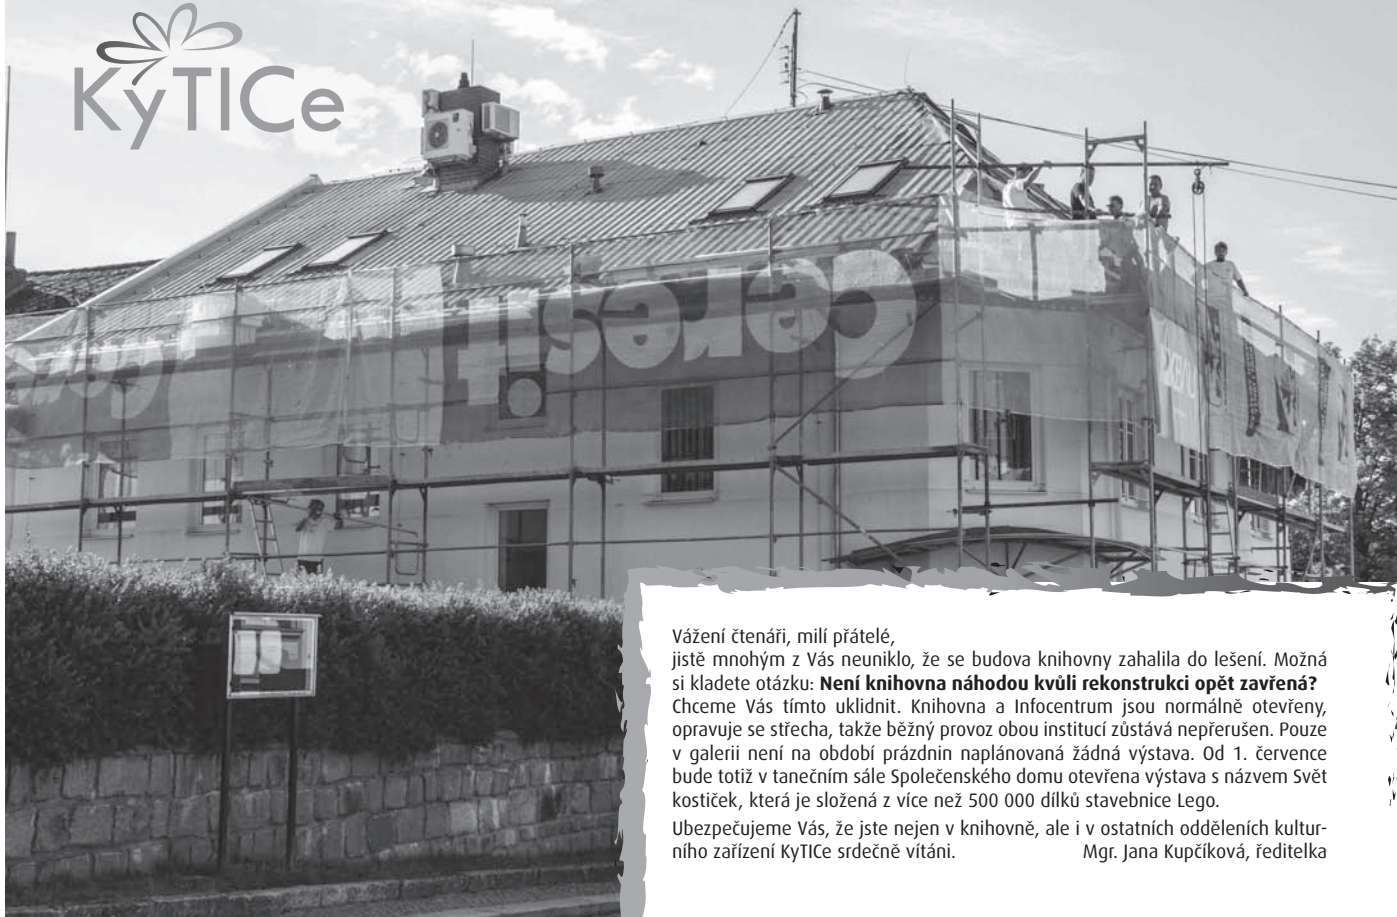 KyTICe
Ceresit
Vážení čtenáři, milí přátelé,
jistě mnohým z Vás neuniklo, že se budova knihovny zahalila do lešení. Možná
si kladete otázku: Není knihovna náhodou kvůli rekonstrukci opět zavřená?
Chceme Vás tímto uklidnit. Knihovna a Infocentrum jsou normálně otevřeny,
opravuje se střecha, takže běžný provoz obou institucí zůstává nepřerušen. Pouze
v galerii není na období prázdnin naplánovaná žádná výstava. Od 1. července
bude totiž v tanečním sále Společenského domu otevřena výstava s názvem Svět
kostiček, která je složená z více než 500 000 dílků stavebnice Lego.
Ubezpečujeme Vás, že jste nejen v knihovně, ale i v ostatních odděleních kultur-
ního zařízení KyTICe srdečně vítáni. Mgr. Jana Kupčíková, ředitelka